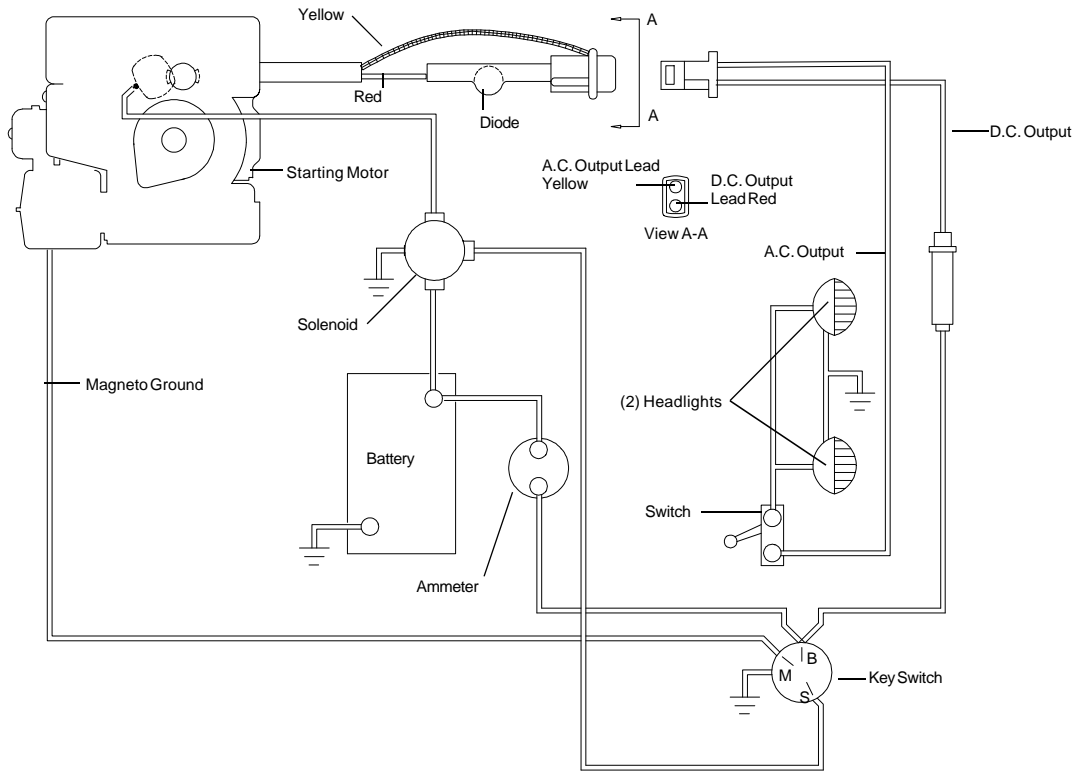 Yellow
A
Red
Diode
A
D.C. Output
Starting Motor
A.C. Output Lead
Yellow
D.C. Output
Lead Red
View A-A
A.C. Output
Solenoid
Magneto Ground
(2) Headlights
Battery
Switch
Ammeter
B
M
Key Switch
S